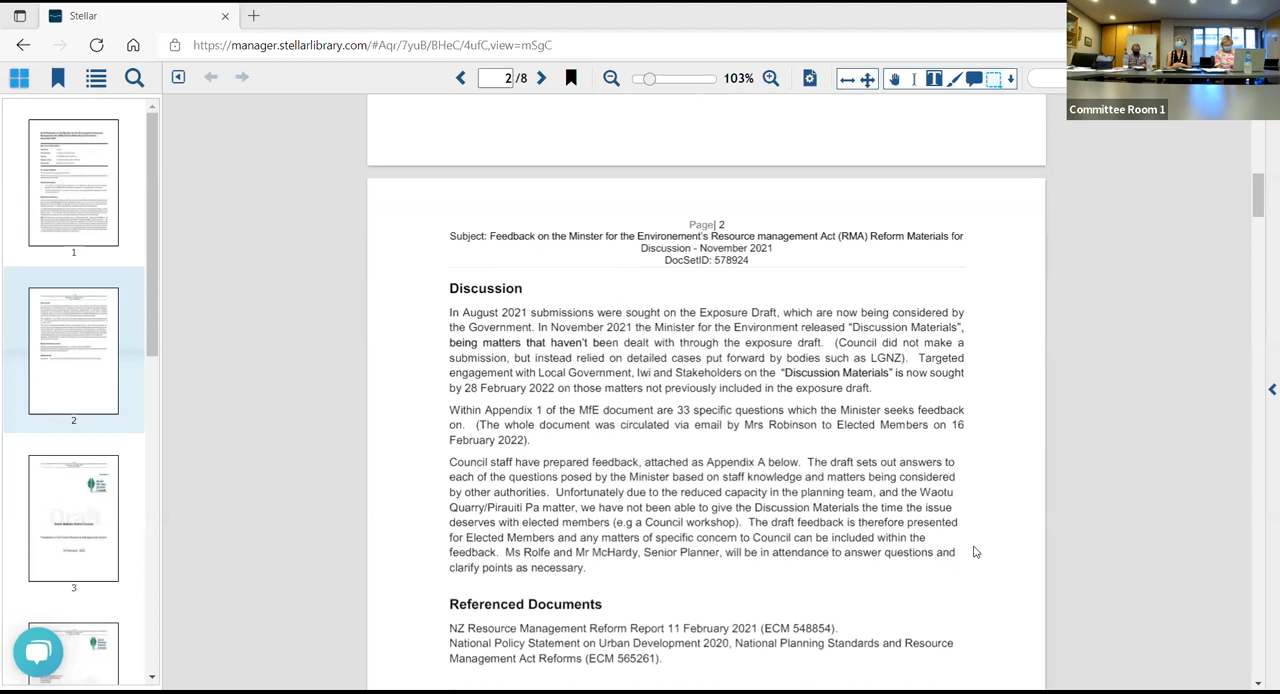 Stellar
https://manager.stellarlibrary.com/#Aqr/7yuB/BHeC/4ufC,view=mSgC
2 /8
103%
Committee Room 1
1
2
3
Page| 2
Subject: Feedback on the Minster for the Environement's Resource management Act (RMA) Reform Materials for
Discussion - November 2021
DocSetID: 578924
Discussion
In August 2021 submissions were sought on the Exposure Draft, which are now being considered by
the Government. In November 2021 the Minister for the Environment released "Discussion Materials",
being matters that haven't been dealt with through the exposure draft. (Council did not make a
submission, but instead relied on detailed cases put forward by bodies such as LGNZ). Targeted
engagement with Local Government, Iwi and Stakeholders on the "Discussion Materials" is now sought
by 28 February 2022 on those matters not previously included in the exposure draft.
Within Appendix 1 of the MfE document are 33 specific questions which the Minister seeks feedback
on. (The whole document was circulated via email by Mrs Robinson to Elected Members on 16
February 2022).
Council staff have prepared feedback, attached as Appendix A below. The draft sets out answers to
each of the questions posed by the Minister based on staff knowledge and matters being considered
by other authorities. Unfortunately due to the reduced capacity in the planning team, and the Waotu
Quarry/Pirauiti Pa matter, we have not been able to give the Discussion Materials the time the issue
deserves with elected members (e.g a Council workshop). The draft feedback is therefore presented
for Elected Members and any matters of specific concern to Council can be included within the
feedback. Ms Rolfe and Mr McHardy, Senior Planner, will be in attendance to answer questions and
clarify points as necessary.
Referenced Documents
NZ Resource Management Reform Report 11 February 2021 (ECM 548854).
National Policy Statement on Urban Development 2020, National Planning Standards and Resource
Management Act Reforms (ECM 565261).